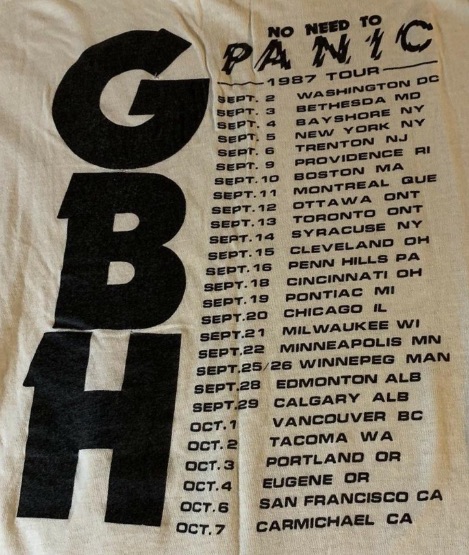 GBH
NO NEED TO
PANIC
1987 TOUR
SEPT. 2 WASHINGTON DC
SEPT. 3 BETHESDA MD
SEPT. 4 BAYSHORE NY
SEPT. 5 NEW YORK NY
SEPT. 6 TRENTON NJ
SEPT. 9 PROVIDENCE RI
SEPT. 10 BOSTON MA
SEPT. 11 MONTREAL QUE
SEPT. 12 OTTAWA ONT
SEPT. 13 TORONTO ONT
SEPT. 14 SYRACUSE NY
SEPT. 15 CLEVELAND OH
SEPT. 16 PENN HILLS PA
SEPT. 18 CINCINNATI OH
SEPT. 19 PONTIAC MI
SEPT. 20 CHICAGO IL
SEPT. 21 MILWAUKEE WI
SEPT. 22 MINNEAPOLIS MN
SEPT. 25/26 WINNEPEG MAN
SEPT. 28 EDMONTON ALB
SEPT. 29 CALGARY ALB
OCT. 1 VANCOUVER BC
OCT. 2 TACOMA WA
OCT. 3 PORTLAND OR
OCT. 4 EUGENE OR
OCT. 6 SAN FRANCISCO CA
OCT. 7 CARMICHAEL CA